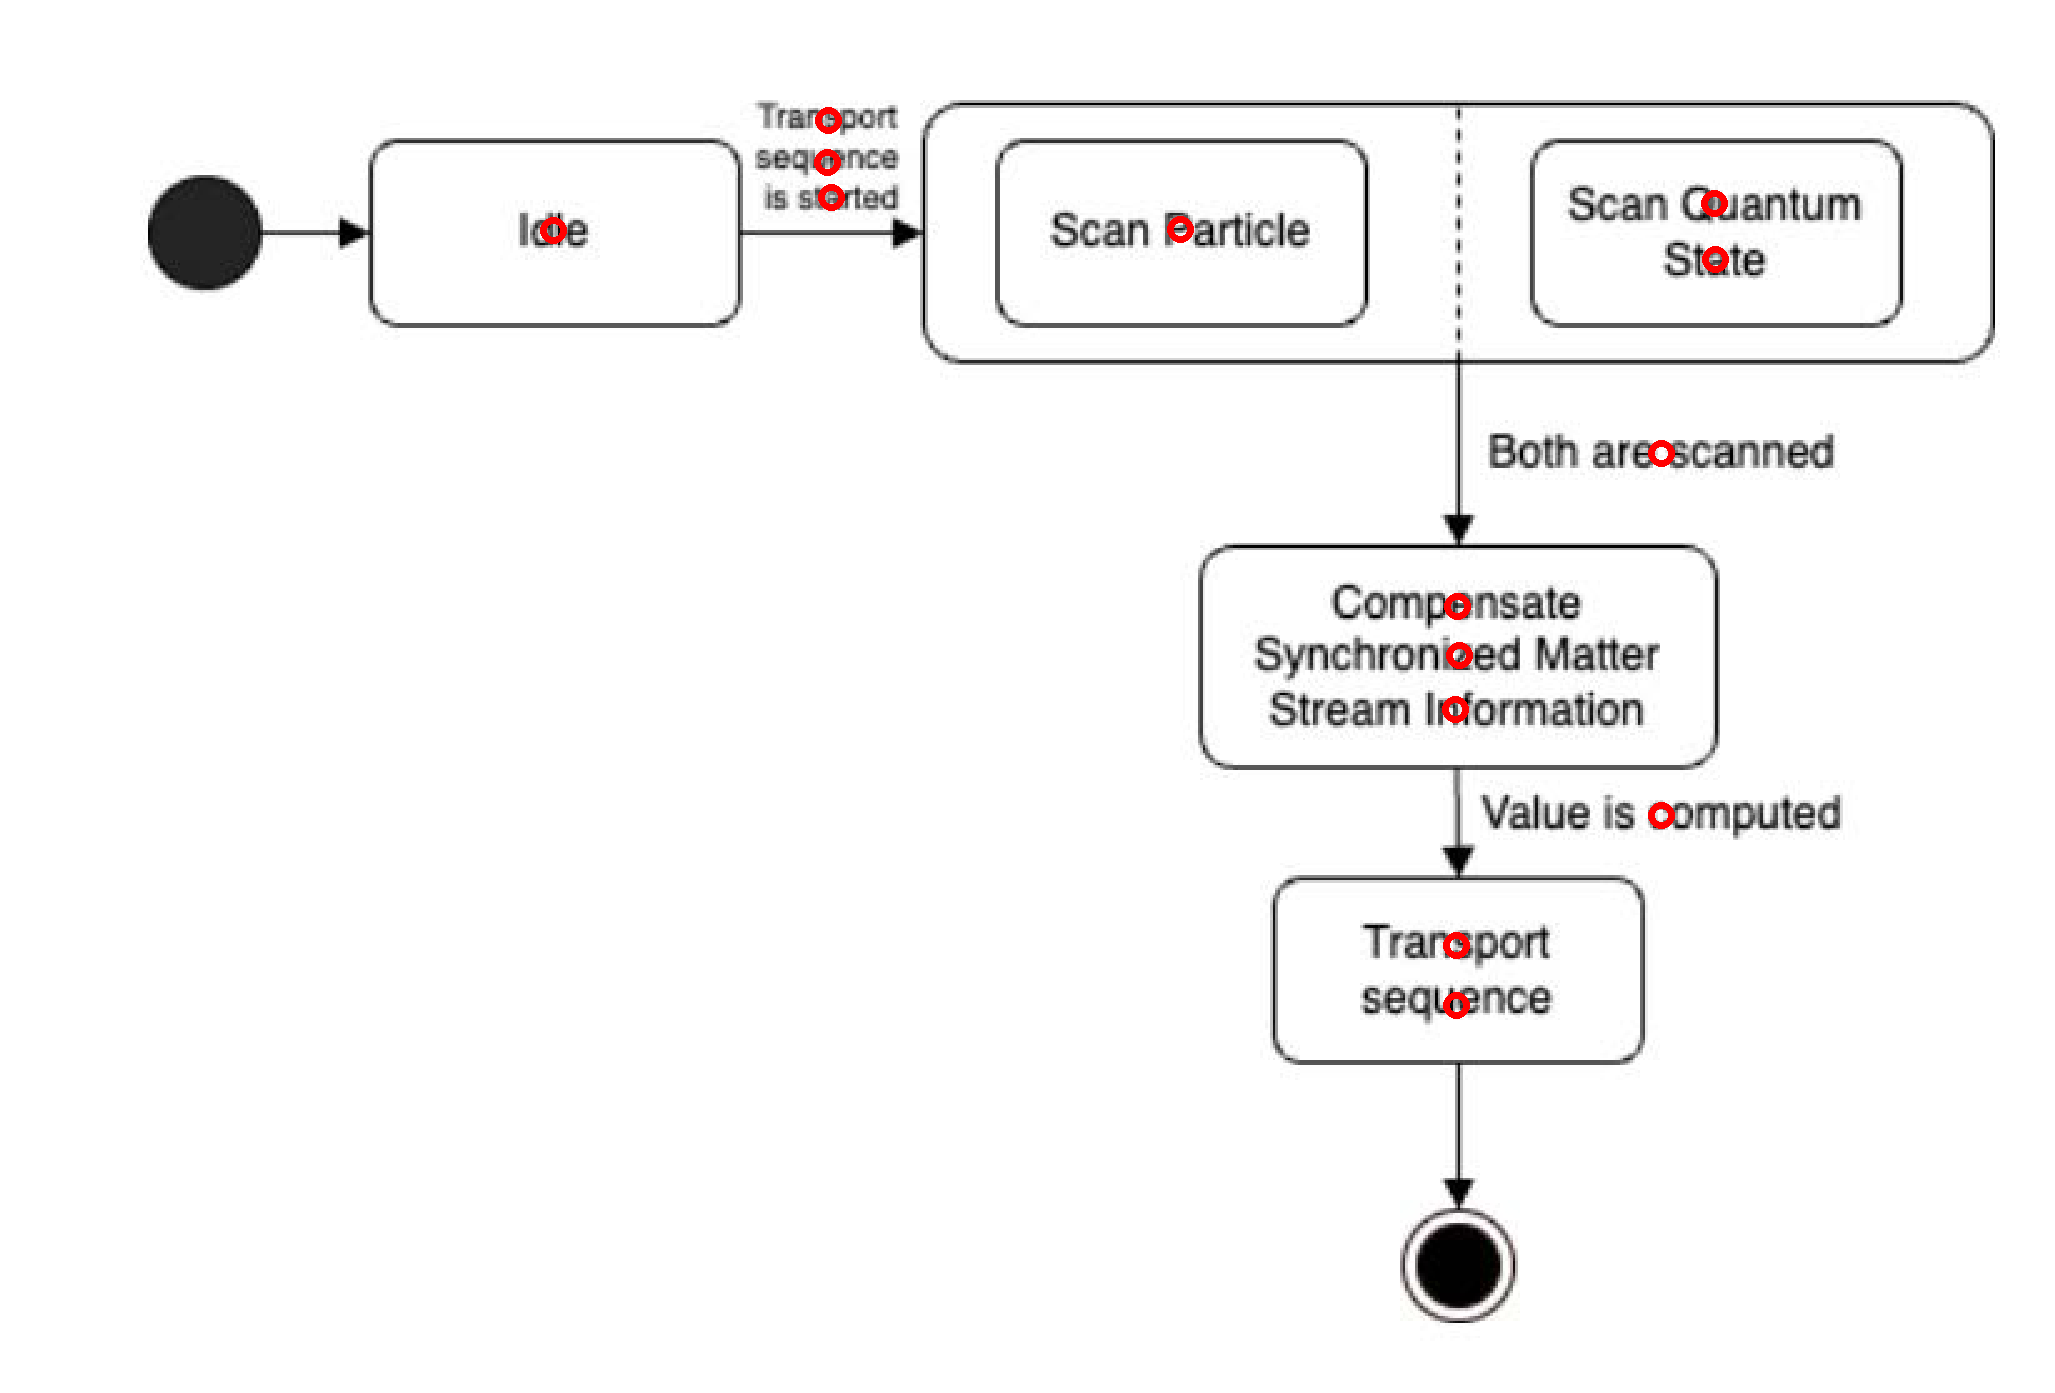 Transport
sequence
is started
Idle
Scan Particle
Scan Quantum
State
Both are scanned
Compensate
Synchronized Matter
Stream Information
Value is computed
Transport
sequence